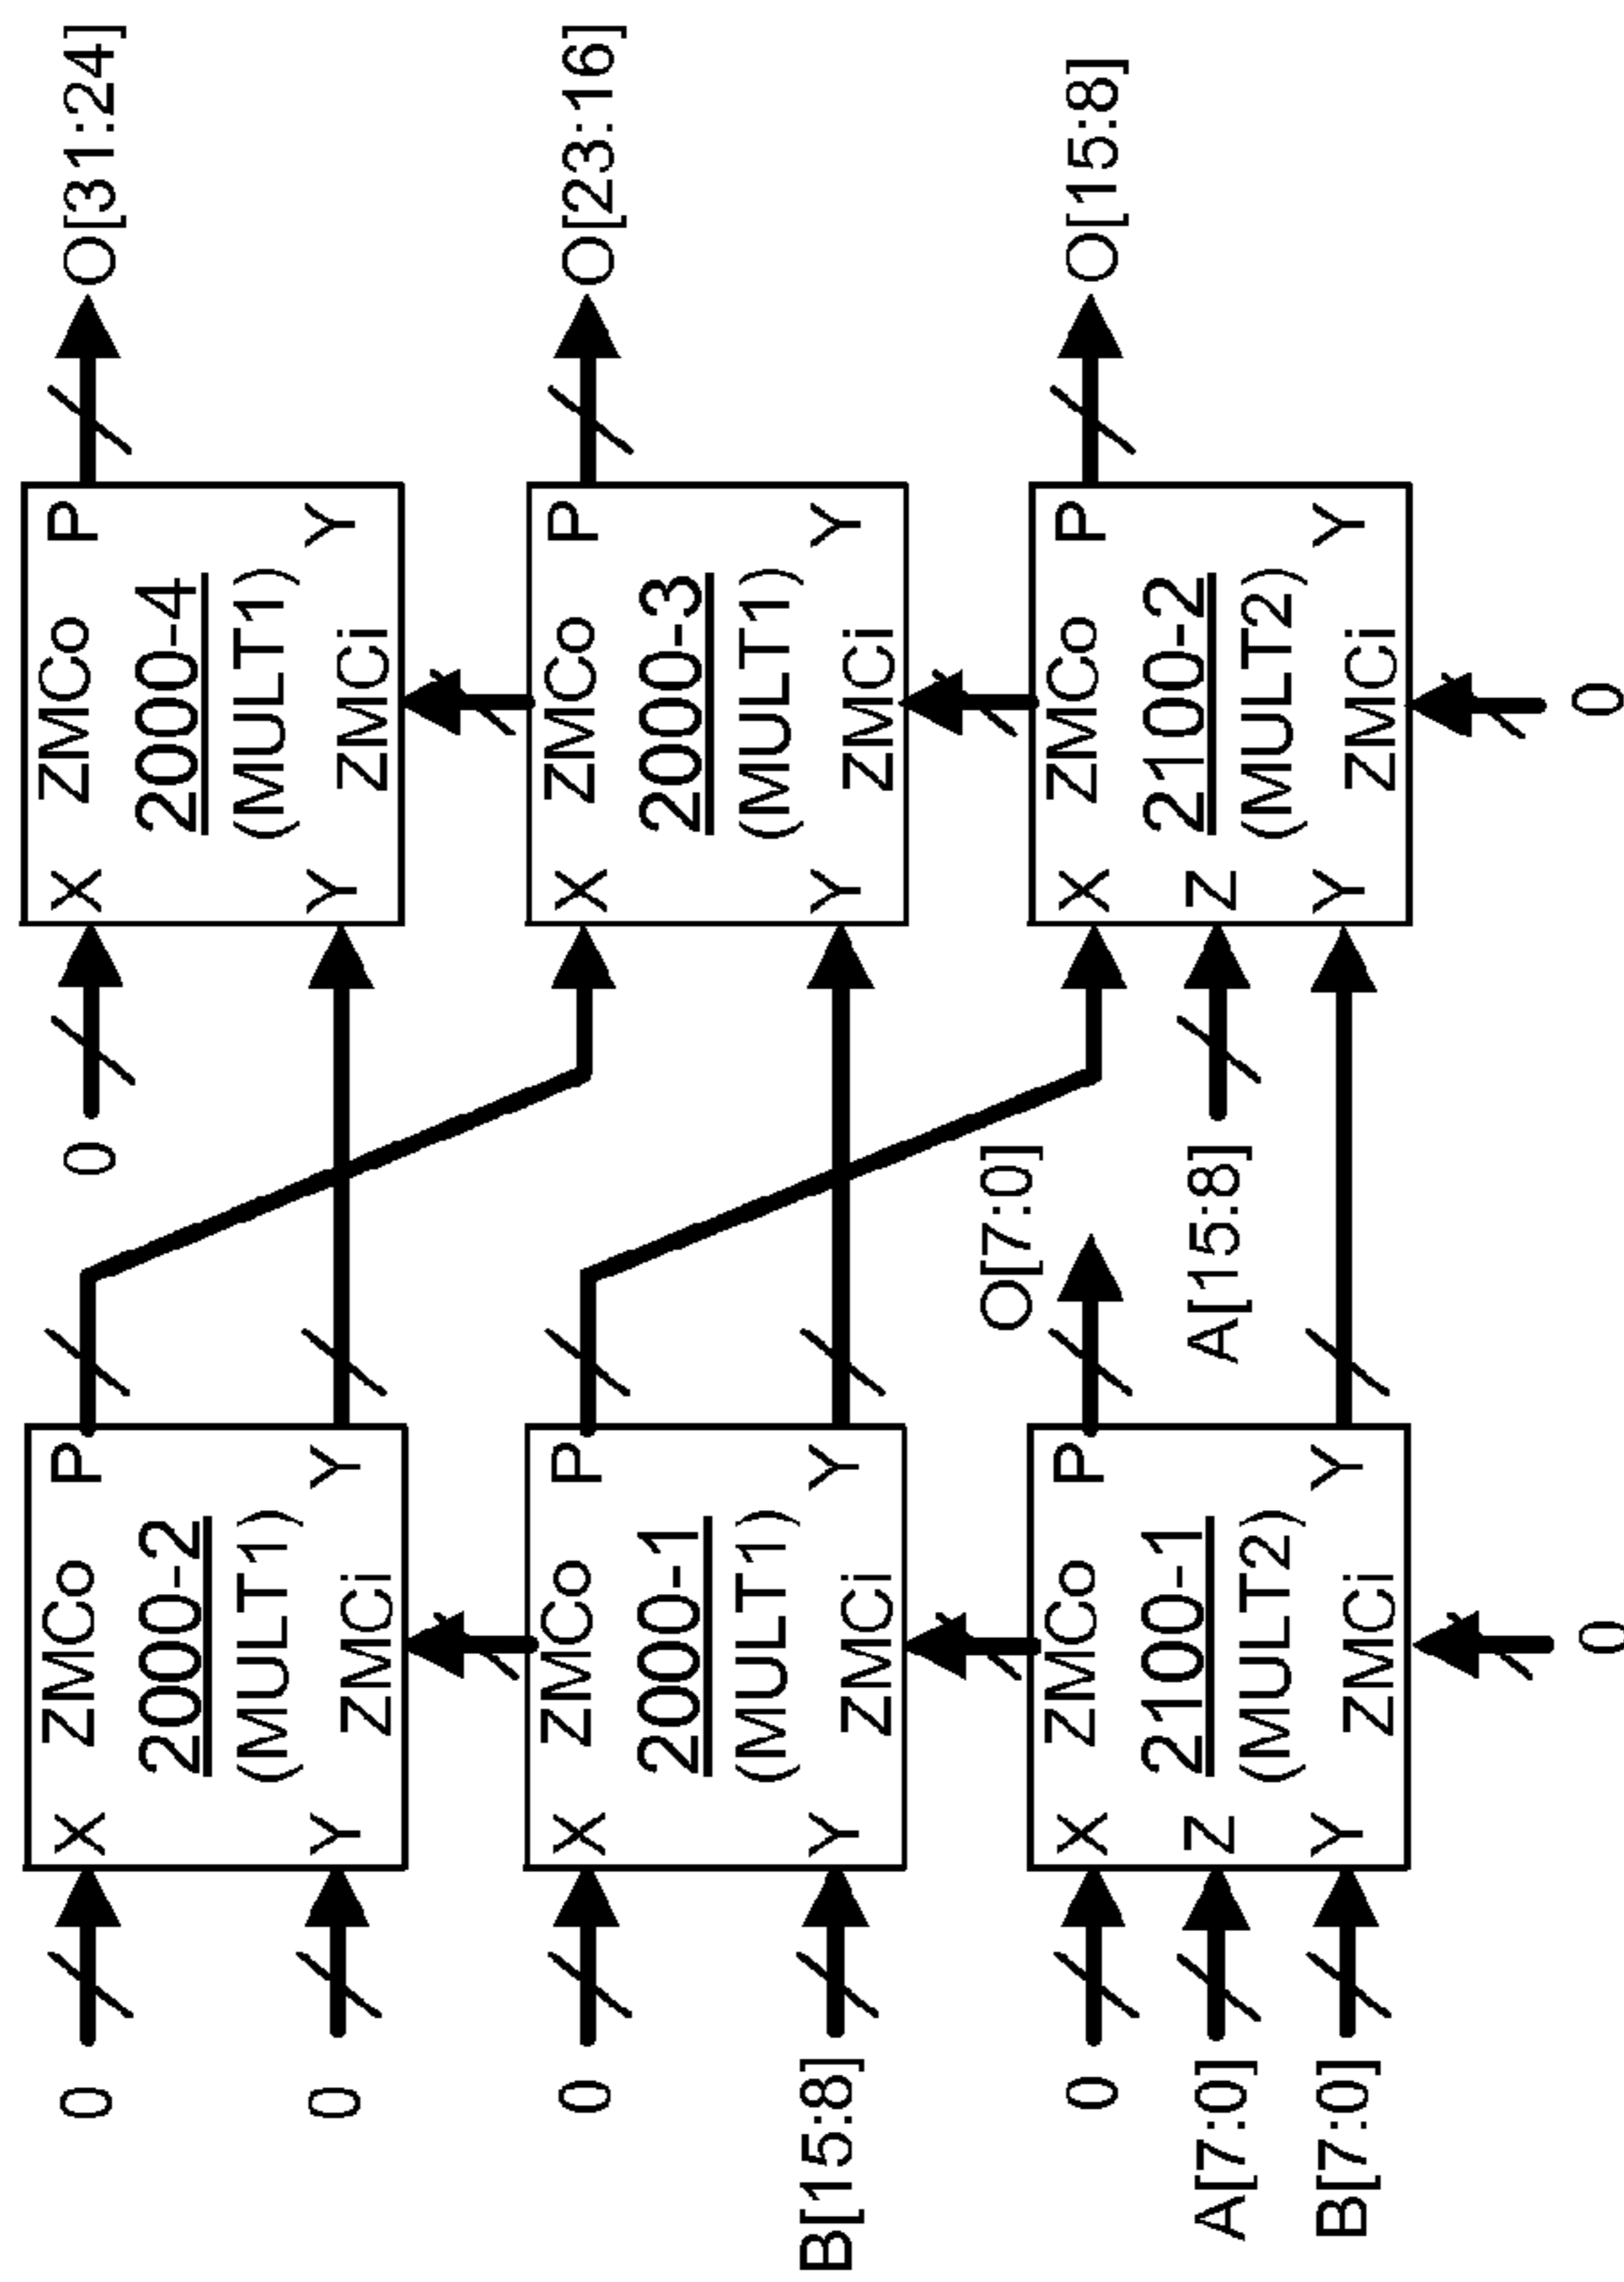 0
0
X
ZMCo
P
2000-2
(MULT1)
Y
ZMCi
Y
0
X
ZMCo
P
2000-4
(MULT1)
Y
ZMCi
Y
O[31:24]
0
B[15:8]
X
ZMCo
P
2000-1
(MULT1)
Y
ZMCi
Y
X
ZMCo
P
2000-3
(MULT1)
Y
ZMCi
Y
O[23:16]
0
A[7:0]
B[7:0]
X
ZMCo
P
Z
2100-1
(MULT2)
Y
ZMCi
Y
0
O[7:0]
A[15:8]
X
ZMCo
P
Z
2100-2
(MULT2)
Y
ZMCi
Y
0
O[15:8]